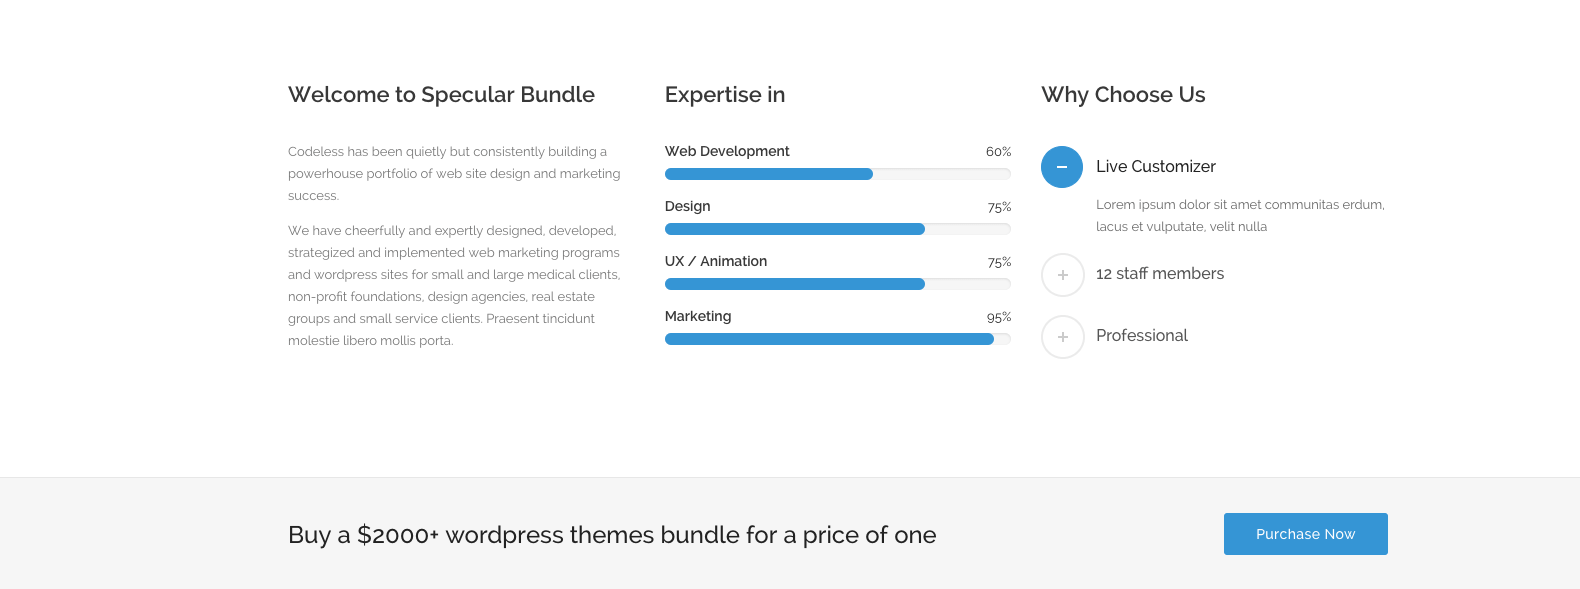 Welcome to Specular Bundle
Codeless has been quietly but consistently building a
powerhouse portfolio of web site design and marketing
success.
We have cheerfully and expertly designed, developed,
strategized and implemented web marketing programs
and wordpress sites for small and large medical clients,
non-profit foundations, design agencies, real estate
groups and small service clients. Praesent tincidunt
molestie libero mollis porta.
Expertise in
Web Development 60%
Design 75%
UX / Animation 75%
Marketing 95%
Why Choose Us
Live Customizer
Lorem ipsum dolor sit amet communitas erdum,
lacus et vulputate, velit nulla
12 staff members
Professional
Buy a $2000+ wordpress themes bundle for a price of one
Purchase Now